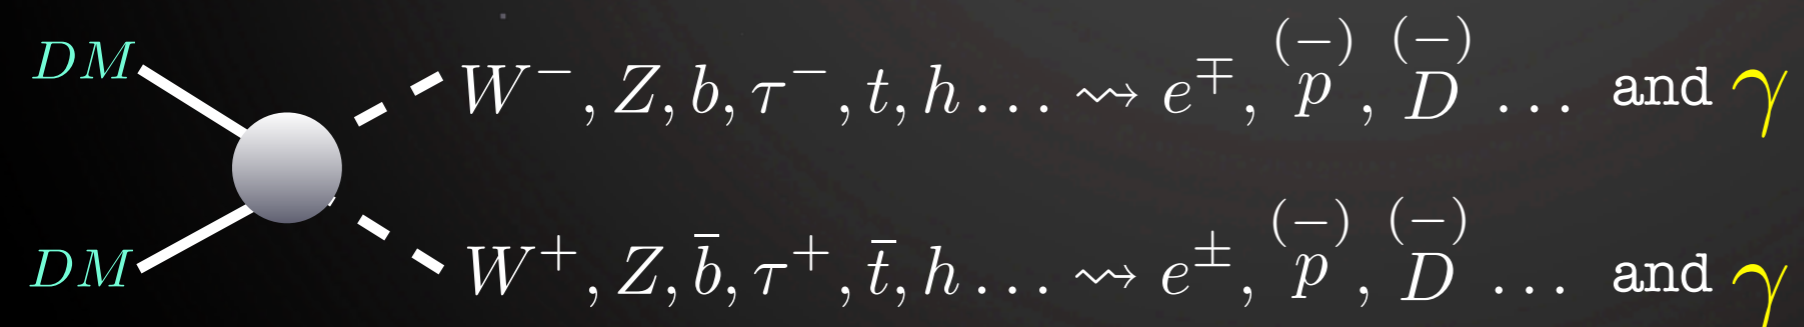 DM W⁻, Z, b, τ⁻, t, h ... ⇝ e^∓, p^(−), D^(−) ... and γ
DM W⁺, Z, b̄, τ⁺, t̄, h ... ⇝ e^±, p^(−), D^(−) ... and γ